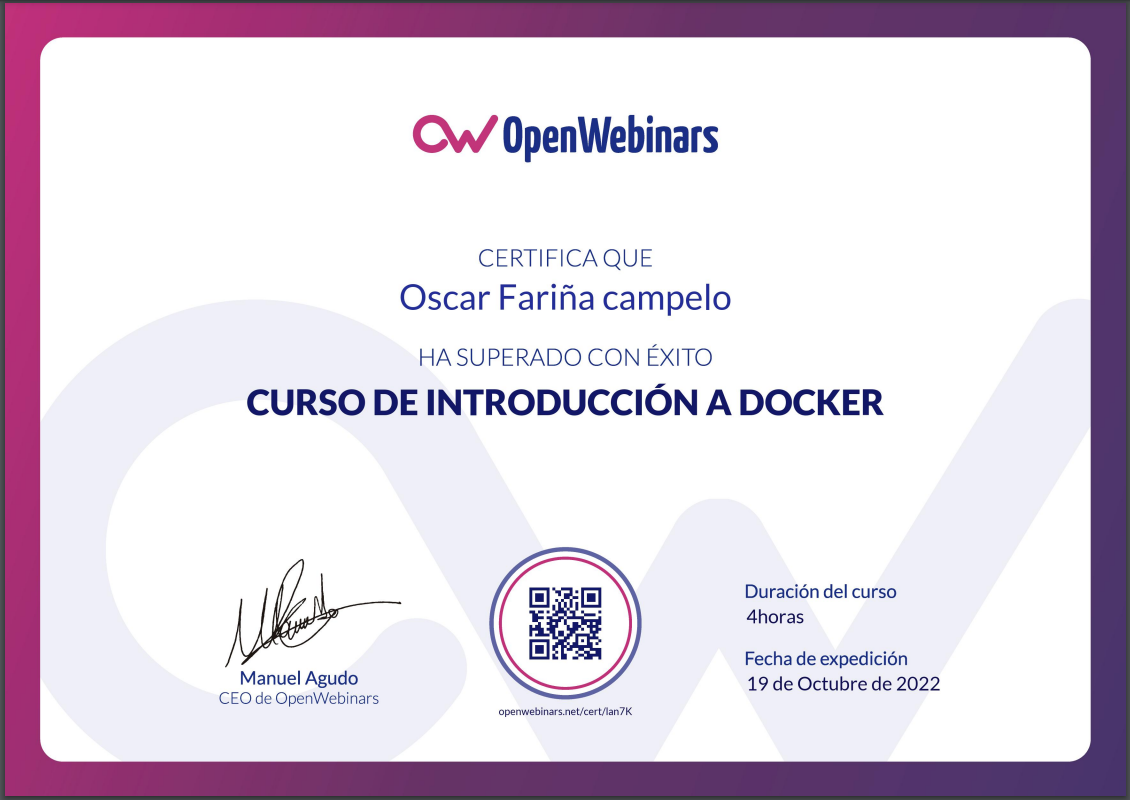 OpenWebinars
CERTIFICA QUE
Oscar Fariña campelo
HA SUPERADO CON ÉXITO
CURSO DE INTRODUCCIÓN A DOCKER
Manuel Agudo
CEO de OpenWebinars
openwebinars.net/cert/lan7K
Duración del curso
4horas
Fecha de expedición
19 de Octubre de 2022